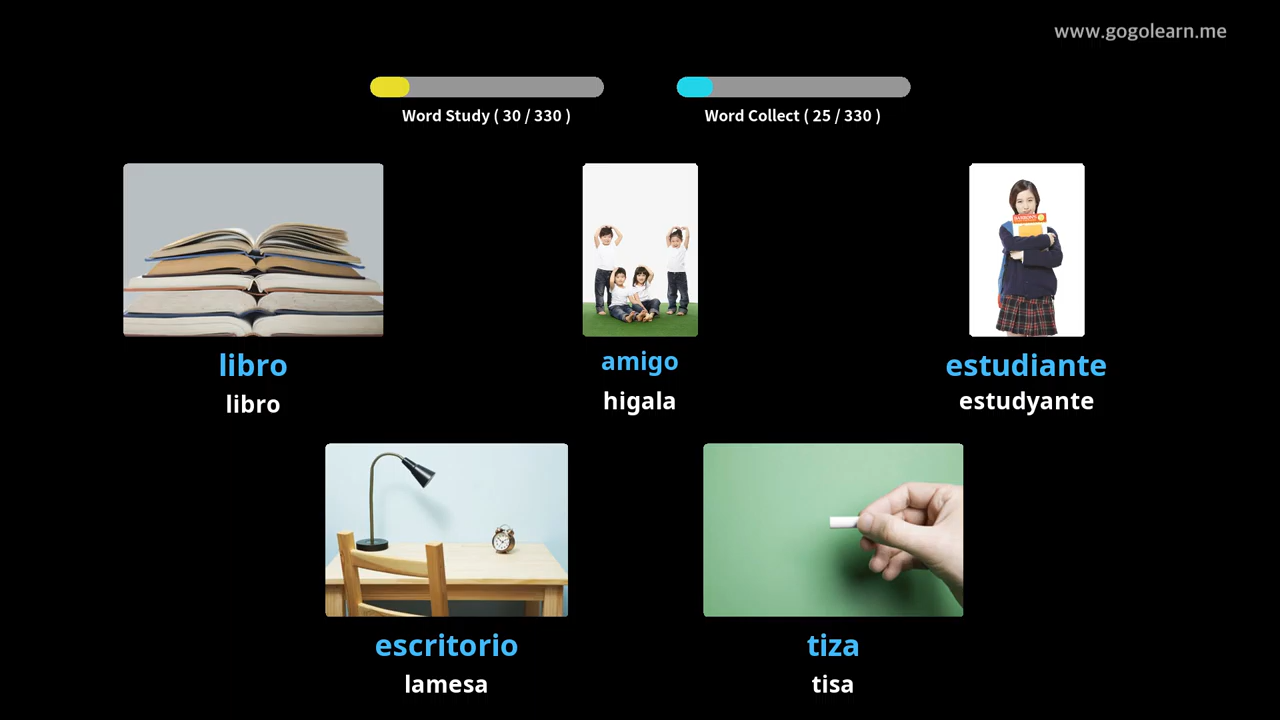 www.gogolearn.me
Word Study ( 30 / 330 )
Word Collect ( 25 / 330 )
libro
libro
amigo
higala
estudiante
estudyante
escritorio
lamesa
tiza
tisa